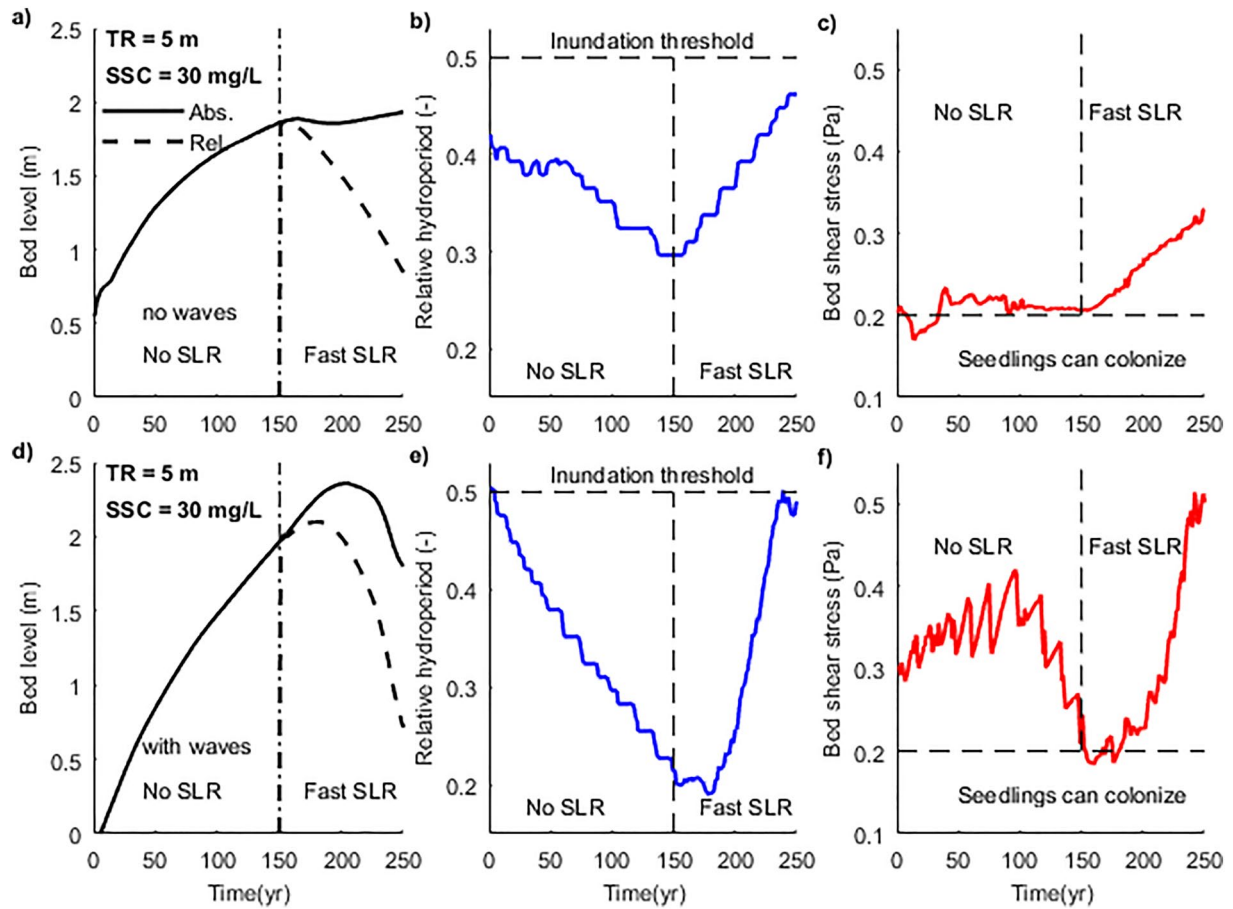 a)
2.5
2
1.5
1
0.5
0
TR = 5 m
SSC = 30 mg/L
Abs.
Rel.
no waves
No SLR
Fast SLR
Bed level (m)
0 50 100 150 200 250
b)
0.5
0.4
0.3
0.2
Inundation threshold
No SLR
Fast SLR
Relative hydroperiod (-)
0 50 100 150 200 250
c)
0.5
0.4
0.3
0.2
0.1
No SLR
Fast SLR
Seedlings can colonize
Bed shear stress (Pa)
0 50 100 150 200 250
d)
2.5
2
1.5
1
0.5
0
TR = 5 m
SSC = 30 mg/L
with waves
No SLR
Fast SLR
Bed level (m)
0 50 100 150 200 250
Time(yr)
e)
0.5
0.4
0.3
0.2
Inundation threshold
No SLR
Fast SLR
Relative hydroperiod (-)
0 50 100 150 200 250
Time(yr)
f)
0.5
0.4
0.3
0.2
0.1
No SLR
Fast SLR
Seedlings can colonize
Bed shear stress (Pa)
0 50 100 150 200 250
Time(yr)